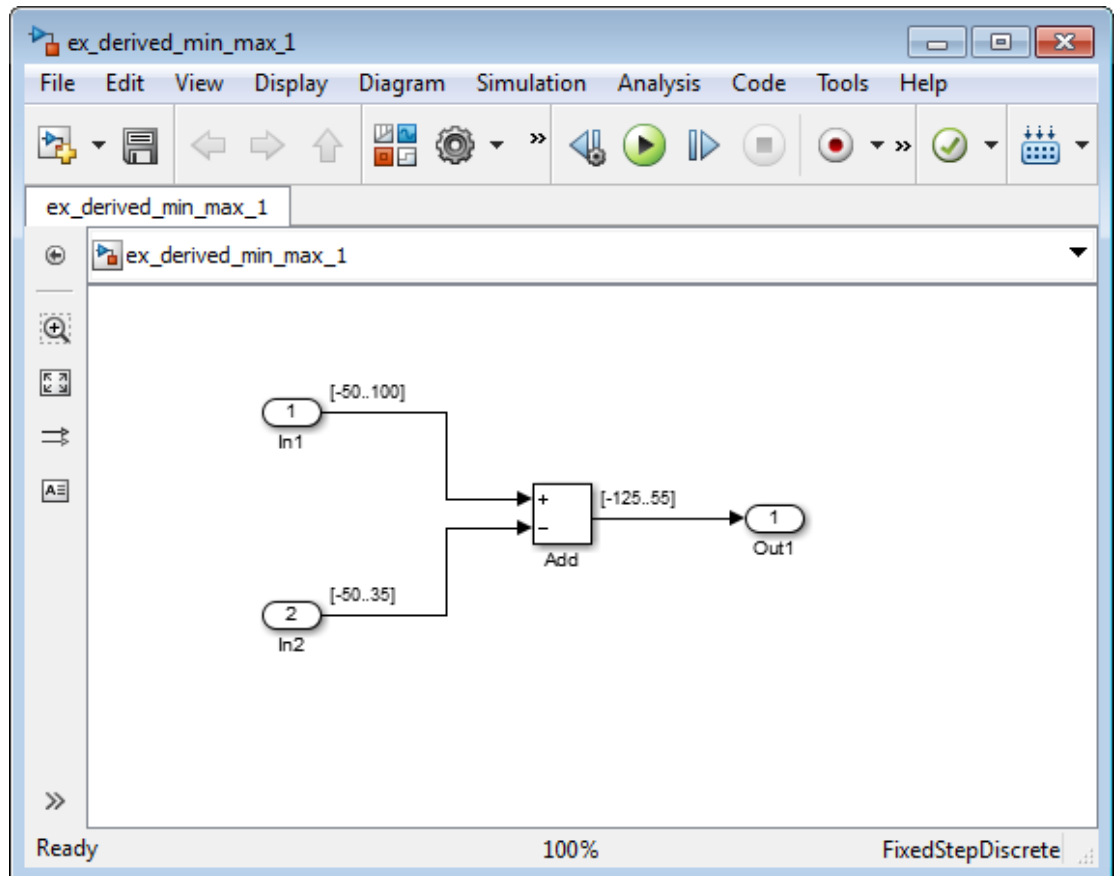 ex_derived_min_max_1
File Edit View Display Diagram Simulation Analysis Code Tools Help
ex_derived_min_max_1
ex_derived_min_max_1
[-50..100]
1
In1
+
−
[-125..55]
Add
1
Out1
[-50..35]
2
In2
Ready 100% FixedStepDiscrete